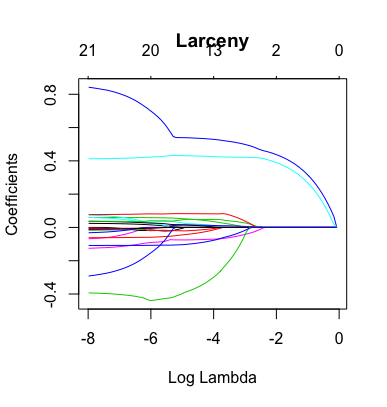 Larceny
21 20 13 2 0
0.8
0.4
0.0
-0.4
Coefficients
-8 -6 -4 -2 0
Log Lambda